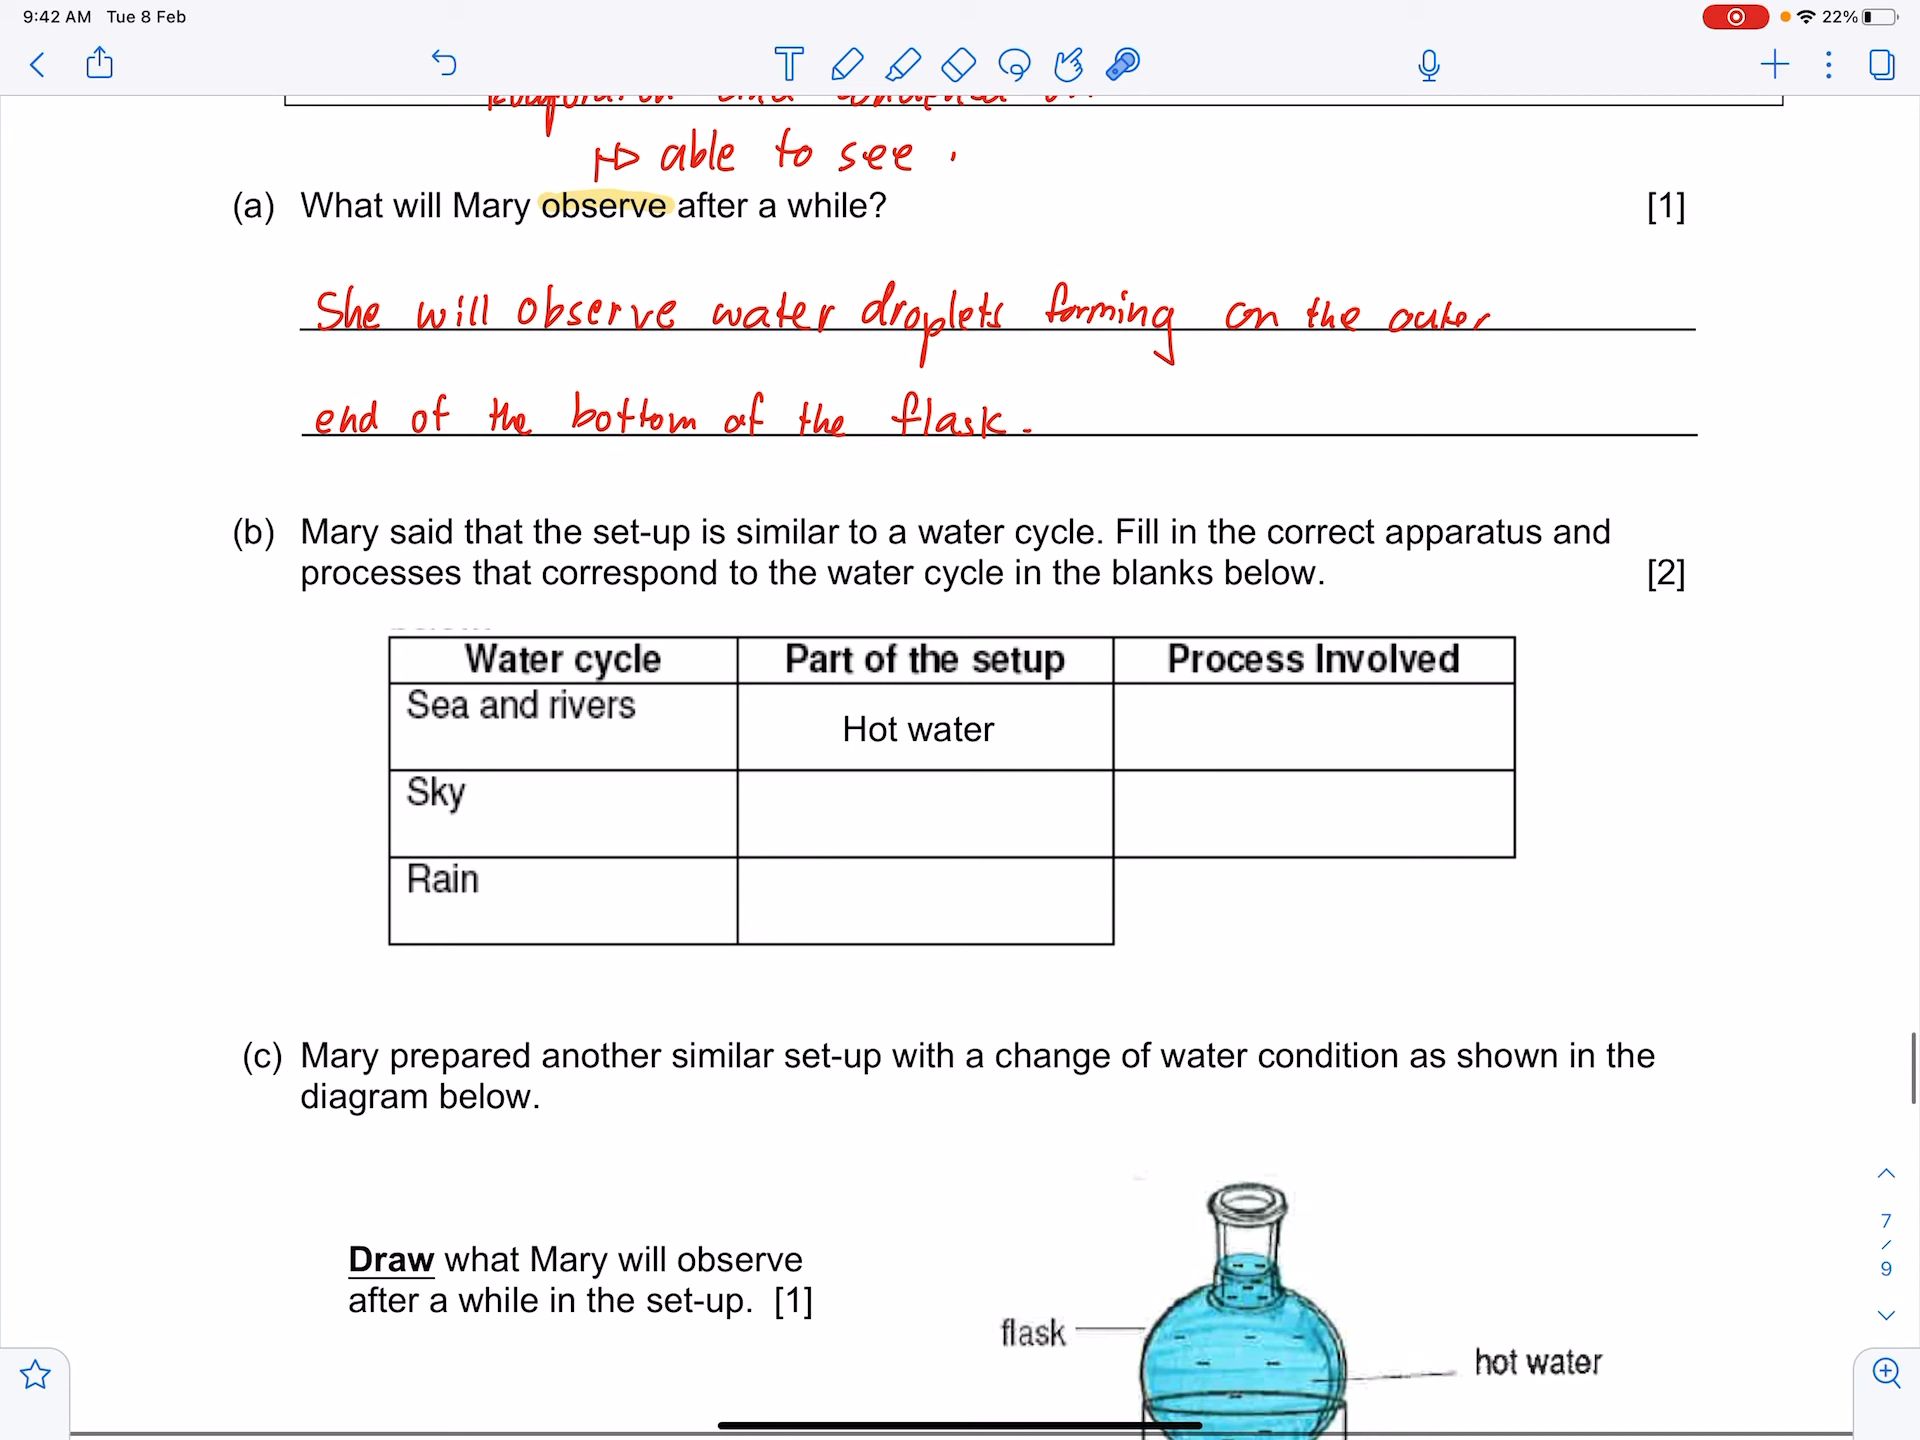 9:42 AM Tue 8 Feb
22%
able to see .
(a) What will Mary observe after a while? [1]
She will observe water droplets forming on the outer
end of the bottom of the flask.
(b) Mary said that the set-up is similar to a water cycle. Fill in the correct apparatus and
processes that correspond to the water cycle in the blanks below. [2]
Water cycle Part of the setup Process Involved
Sea and rivers Hot water
Sky
Rain
(c) Mary prepared another similar set-up with a change of water condition as shown in the
diagram below.
Draw what Mary will observe
after a while in the set-up. [1]
flask
hot water
7
/
9